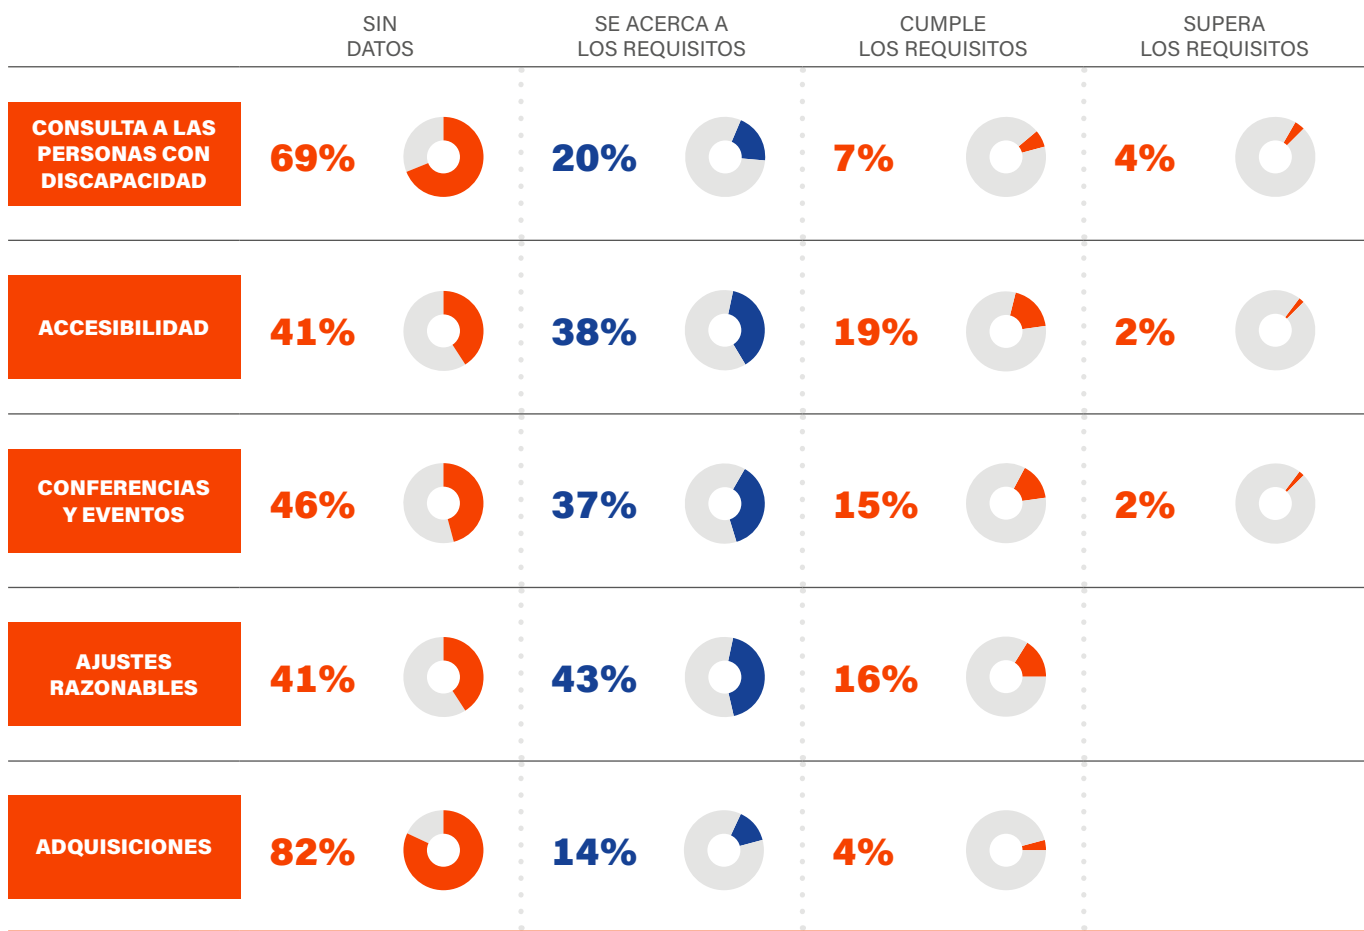 SIN
DATOS
SE ACERCA A
LOS REQUISITOS
CUMPLE
LOS REQUISITOS
SUPERA
LOS REQUISITOS
CONSULTA A LAS
PERSONAS CON
DISCAPACIDAD
69%
20%
7%
4%
ACCESIBILIDAD
41%
38%
19%
2%
CONFERENCIAS
Y EVENTOS
46%
37%
15%
2%
AJUSTES
RAZONABLES
41%
43%
16%
ADQUISICIONES
82%
14%
4%